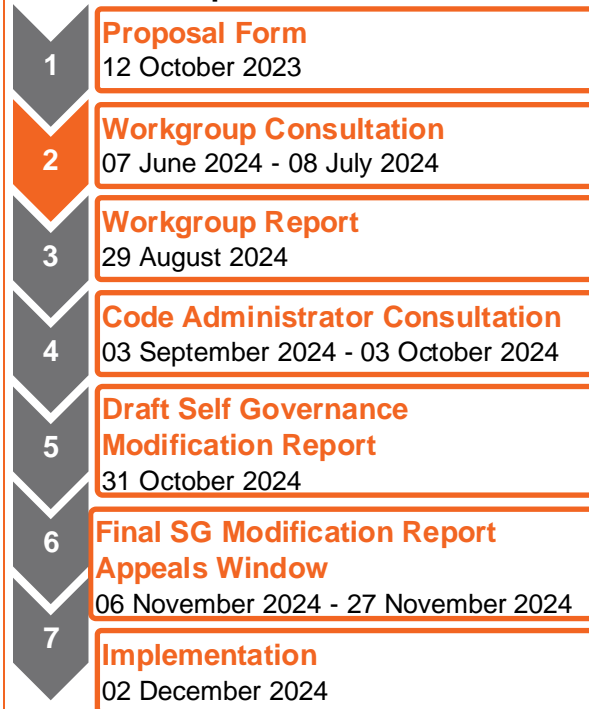 1
Proposal Form
12 October 2023
2
Workgroup Consultation
07 June 2024 - 08 July 2024
3
Workgroup Report
29 August 2024
4
Code Administrator Consultation
03 September 2024 - 03 October 2024
5
Draft Self Governance
Modification Report
31 October 2024
6
Final SG Modification Report
Appeals Window
06 November 2024 - 27 November 2024
7
Implementation
02 December 2024